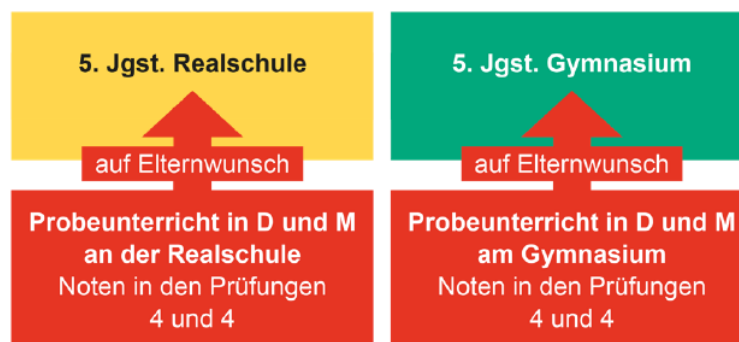 5. Jgst. Realschule
auf Elternwunsch
Probeunterricht in D und M
an der Realschule
Noten in den Prüfungen
4 und 4
5. Jgst. Gymnasium
auf Elternwunsch
Probeunterricht in D und M
am Gymnasium
Noten in den Prüfungen
4 und 4